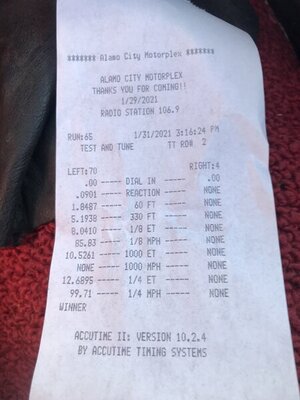 ******* Alamo City Motorplex *******
ALAMO CITY MOTORPLEX
THANKS YOU FOR COMING!!
1/29/2021
RADIO STATION 106.9
RUN:65 1/31/2021 3:16:24 PM
TEST AND TUNE TT ROW 2
LEFT:70 RIGHT:4
.00 ----- DIAL IN ----- .00
.0901 ----- REACTION ----- NONE
1.8487 ----- 60 FT ----- NONE
5.1938 ----- 330 FT ----- NONE
8.0410 ----- 1/8 ET ----- NONE
85.83 ----- 1/8 MPH ----- NONE
10.5261 ----- 1000 ET ----- NONE
NONE ----- 1000 MPH ----- NONE
12.6895 ----- 1/4 ET ----- NONE
99.71 ----- 1/4 MPH ----- NONE
WINNER
ACCUTIME II: VERSION 10.2.4
BY ACCUTIME TIMING SYSTEMS